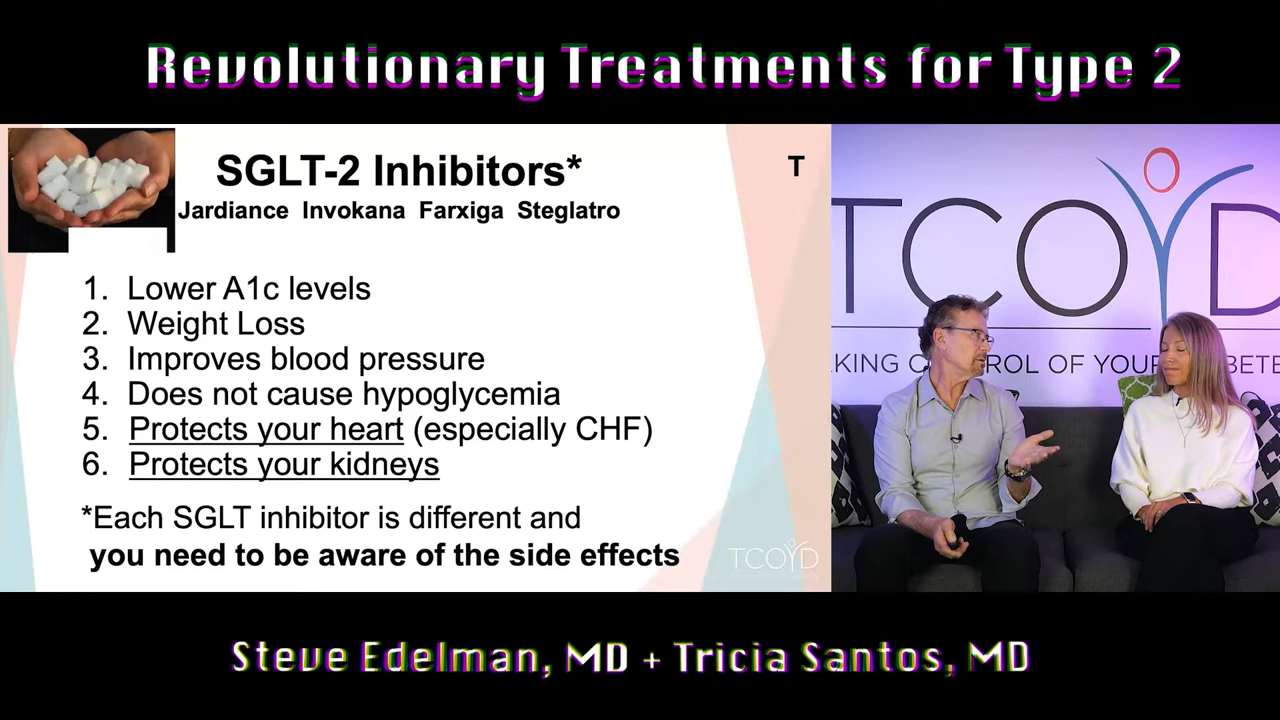 Revolutionary Treatments for Type 2
SGLT-2 Inhibitors*
T
Jardiance Invokana Farxiga Steglatro
1. Lower A1c levels
2. Weight Loss
3. Improves blood pressure
4. Does not cause hypoglycemia
5. Protects your heart (especially CHF)
6. Protects your kidneys
*Each SGLT inhibitor is different and
you need to be aware of the side effects
TCOYD
TCOYD
KING CONTROL OF YOUR DIABETE
Steve Edelman, MD + Tricia Santos, MD